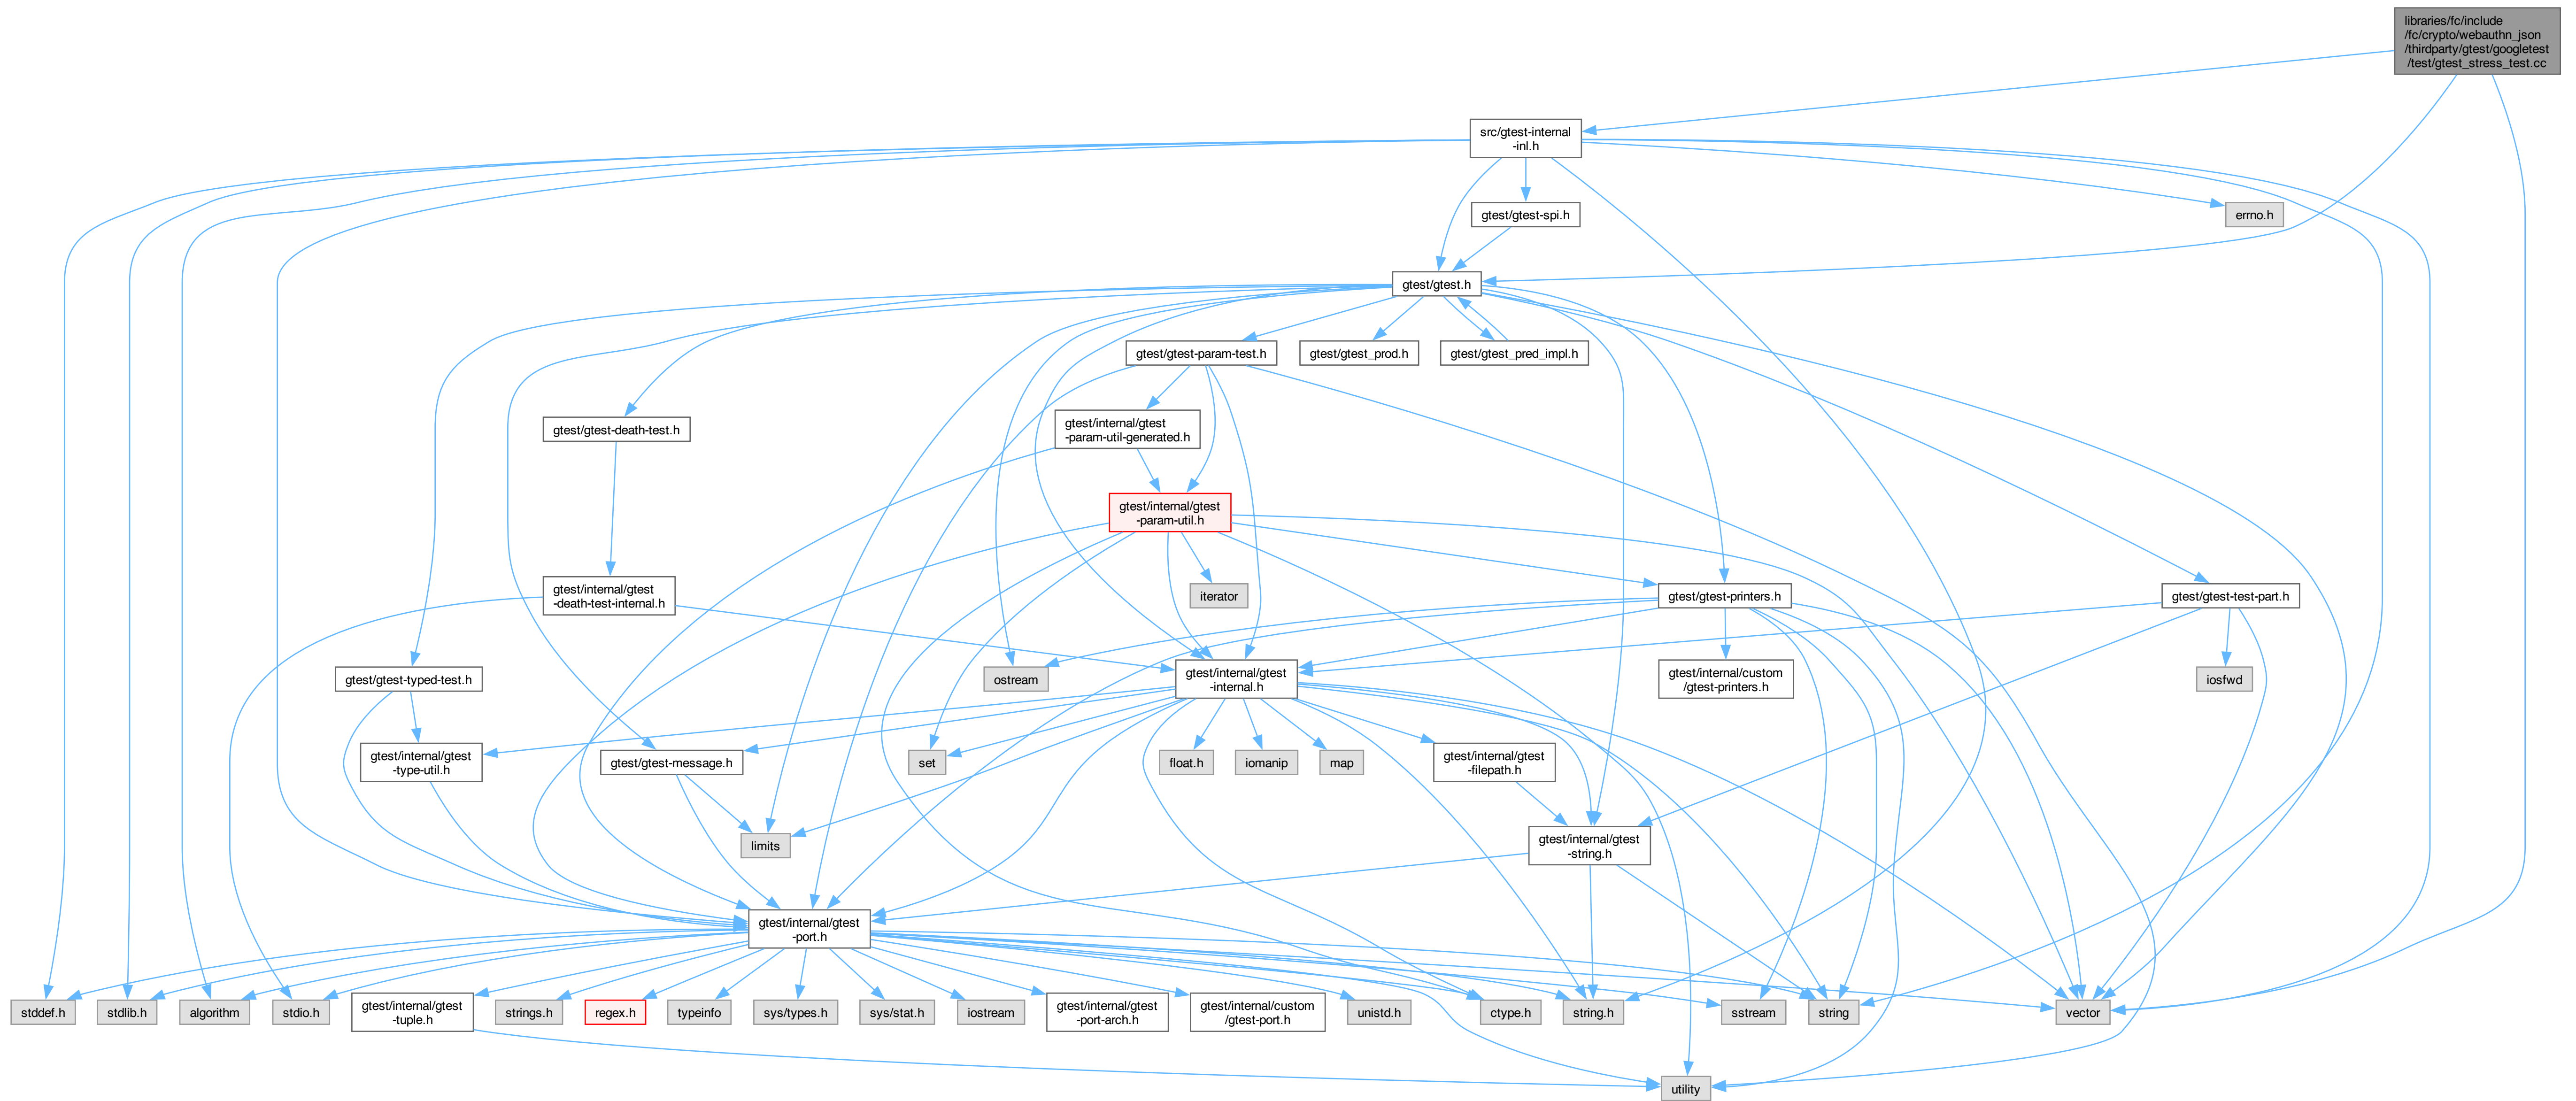 libraries/fc/include
/fc/crypto/webauthn_json
/thirdparty/gtest/googletest
/test/gtest_stress_test.cc
src/gtest-internal
-inl.h
gtest/gtest-spi.h
errno.h
gtest/gtest.h
gtest/gtest-param-test.h
gtest/gtest_prod.h
gtest/gtest_pred_impl.h
gtest/gtest-death-test.h
gtest/internal/gtest
-param-util-generated.h
gtest/internal/gtest
-param-util.h
gtest/internal/gtest
-death-test-internal.h
iterator
gtest/gtest-printers.h
gtest/gtest-test-part.h
gtest/gtest-typed-test.h
ostream
gtest/internal/gtest
-internal.h
gtest/internal/custom
/gtest-printers.h
iosfwd
gtest/internal/gtest
-type-util.h
gtest/gtest-message.h
set
float.h
iomanip
map
gtest/internal/gtest
-filepath.h
limits
gtest/internal/gtest
-string.h
gtest/internal/gtest
-port.h
stddef.h
stdlib.h
algorithm
stdio.h
gtest/internal/gtest
-tuple.h
strings.h
regex.h
typeinfo
sys/types.h
sys/stat.h
iostream
gtest/internal/gtest
-port-arch.h
gtest/internal/custom
/gtest-port.h
unistd.h
ctype.h
string.h
sstream
string
vector
utility